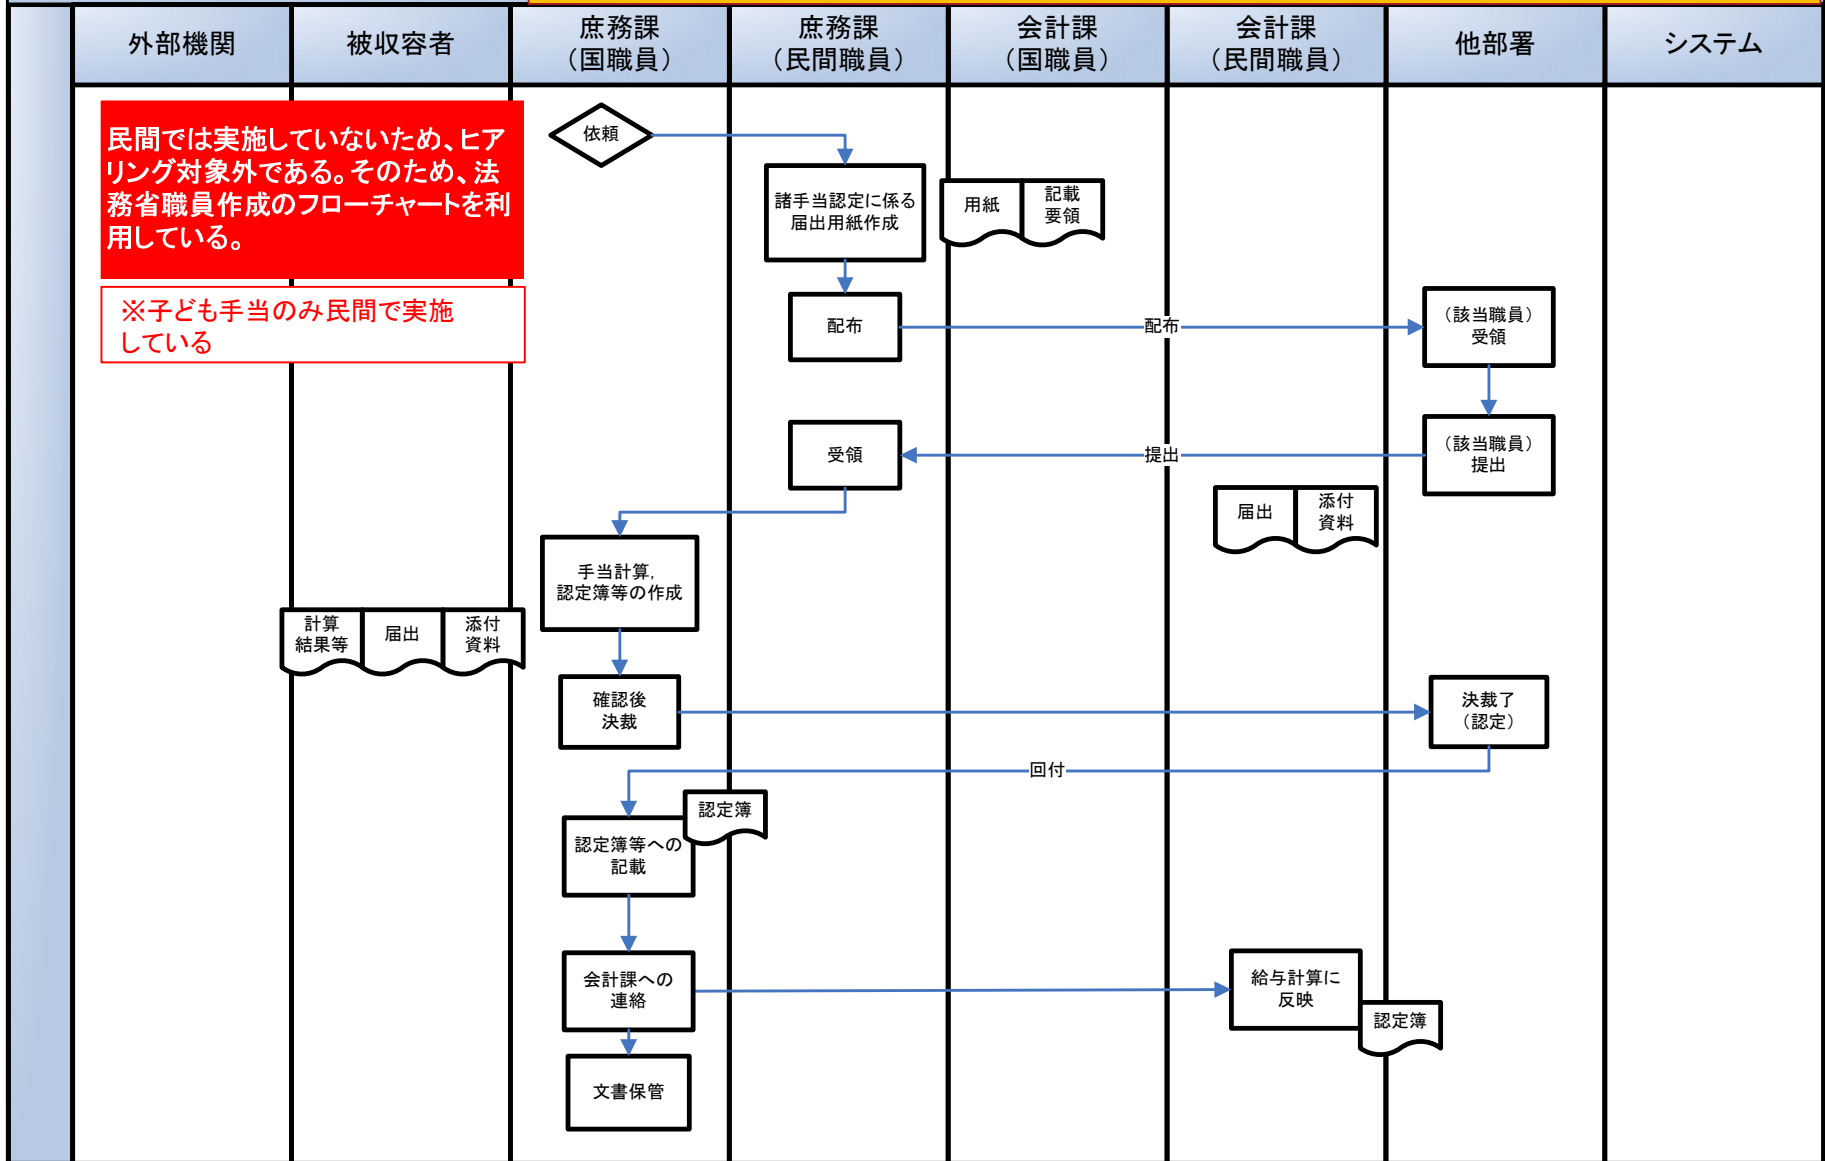 外部機関
被収容者
庶務課
（国職員）
庶務課
（民間職員）
会計課
（国職員）
会計課
（民間職員）
他部署
システム
民間では実施していないため、ヒア
リング対象外である。そのため、法
務省職員作成のフローチャートを利
用している。
※子ども手当のみ民間で実施
している
依頼
諸手当認定に係る
届出用紙作成
用紙
記載
要領
配布
配布
（該当職員）
受領
受領
提出
（該当職員）
提出
届出
添付
資料
手当計算，
認定簿等の作成
計算
結果等
届出
添付
資料
確認後
決裁
決裁了
（認定）
回付
認定簿
認定簿等への
記載
会計課への
連絡
給与計算に
反映
認定簿
文書保管